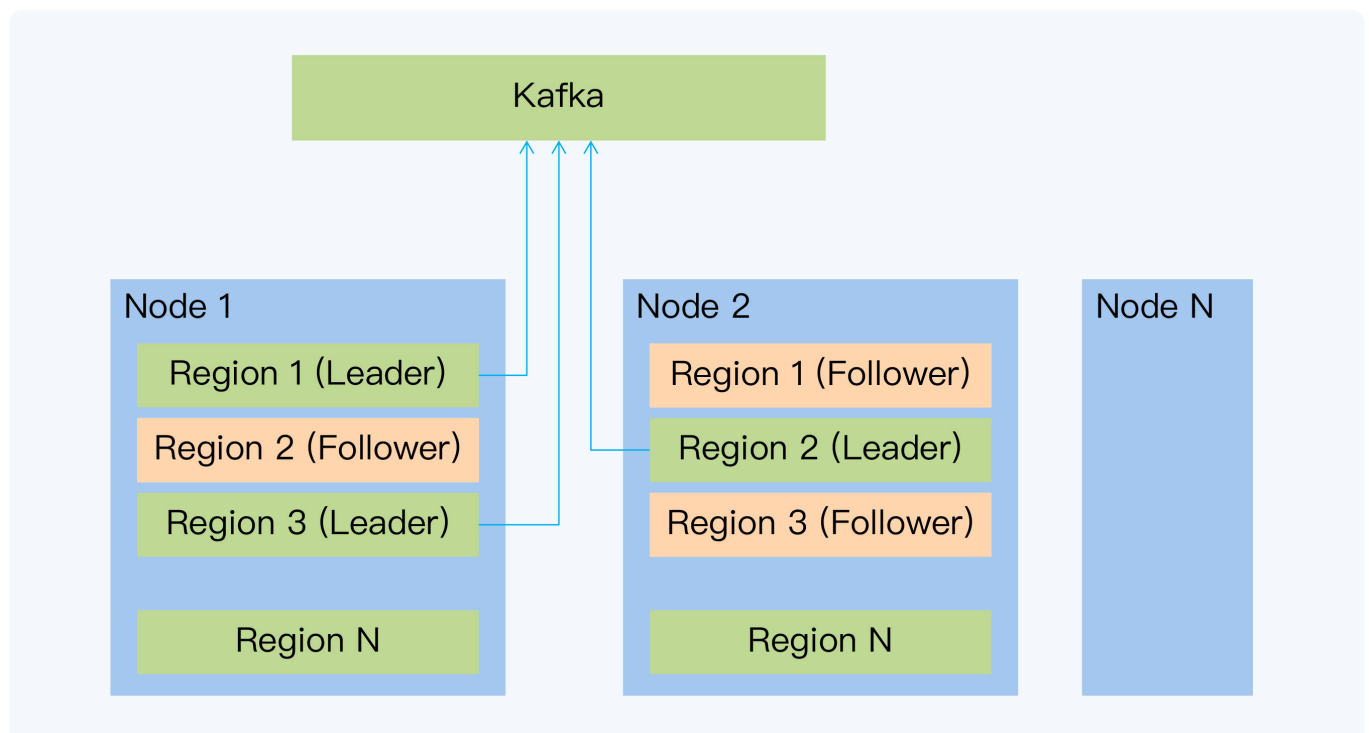 Kafka
Node 1
Region 1 (Leader)
Region 2 (Follower)
Region 3 (Leader)
Region N
Node 2
Region 1 (Follower)
Region 2 (Leader)
Region 3 (Follower)
Region N
Node N